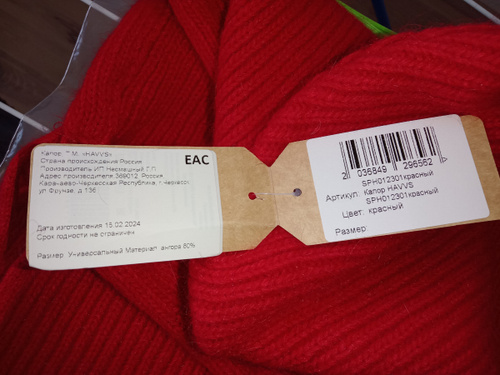 Капор. Т.М. «HAVVS»
Страна происхождения Россия
Производитель ИП Несмешный Г.П.
Адрес производителя 369012, Россия
Карачаево-Черкесская Республика, г. Черкесск
ул Фрунзе, д.136
EAC
Дата изготовления 15.02.2024
Срок годности не ограничен
Размер: Универсальный Материал: ангора 80%
2 036849 296562
SPH012301красный
Артикул: Капор HAVVS
SPH012301красный
Цвет: красный
Размер: